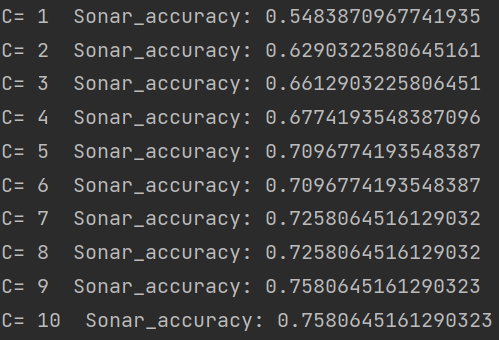 C= 1  Sonar_accuracy: 0.5483870967741935
C= 2  Sonar_accuracy: 0.6290322580645161
C= 3  Sonar_accuracy: 0.6612903225806451
C= 4  Sonar_accuracy: 0.6774193548387096
C= 5  Sonar_accuracy: 0.7096774193548387
C= 6  Sonar_accuracy: 0.7096774193548387
C= 7  Sonar_accuracy: 0.7258064516129032
C= 8  Sonar_accuracy: 0.7258064516129032
C= 9  Sonar_accuracy: 0.7580645161290323
C= 10  Sonar_accuracy: 0.7580645161290323